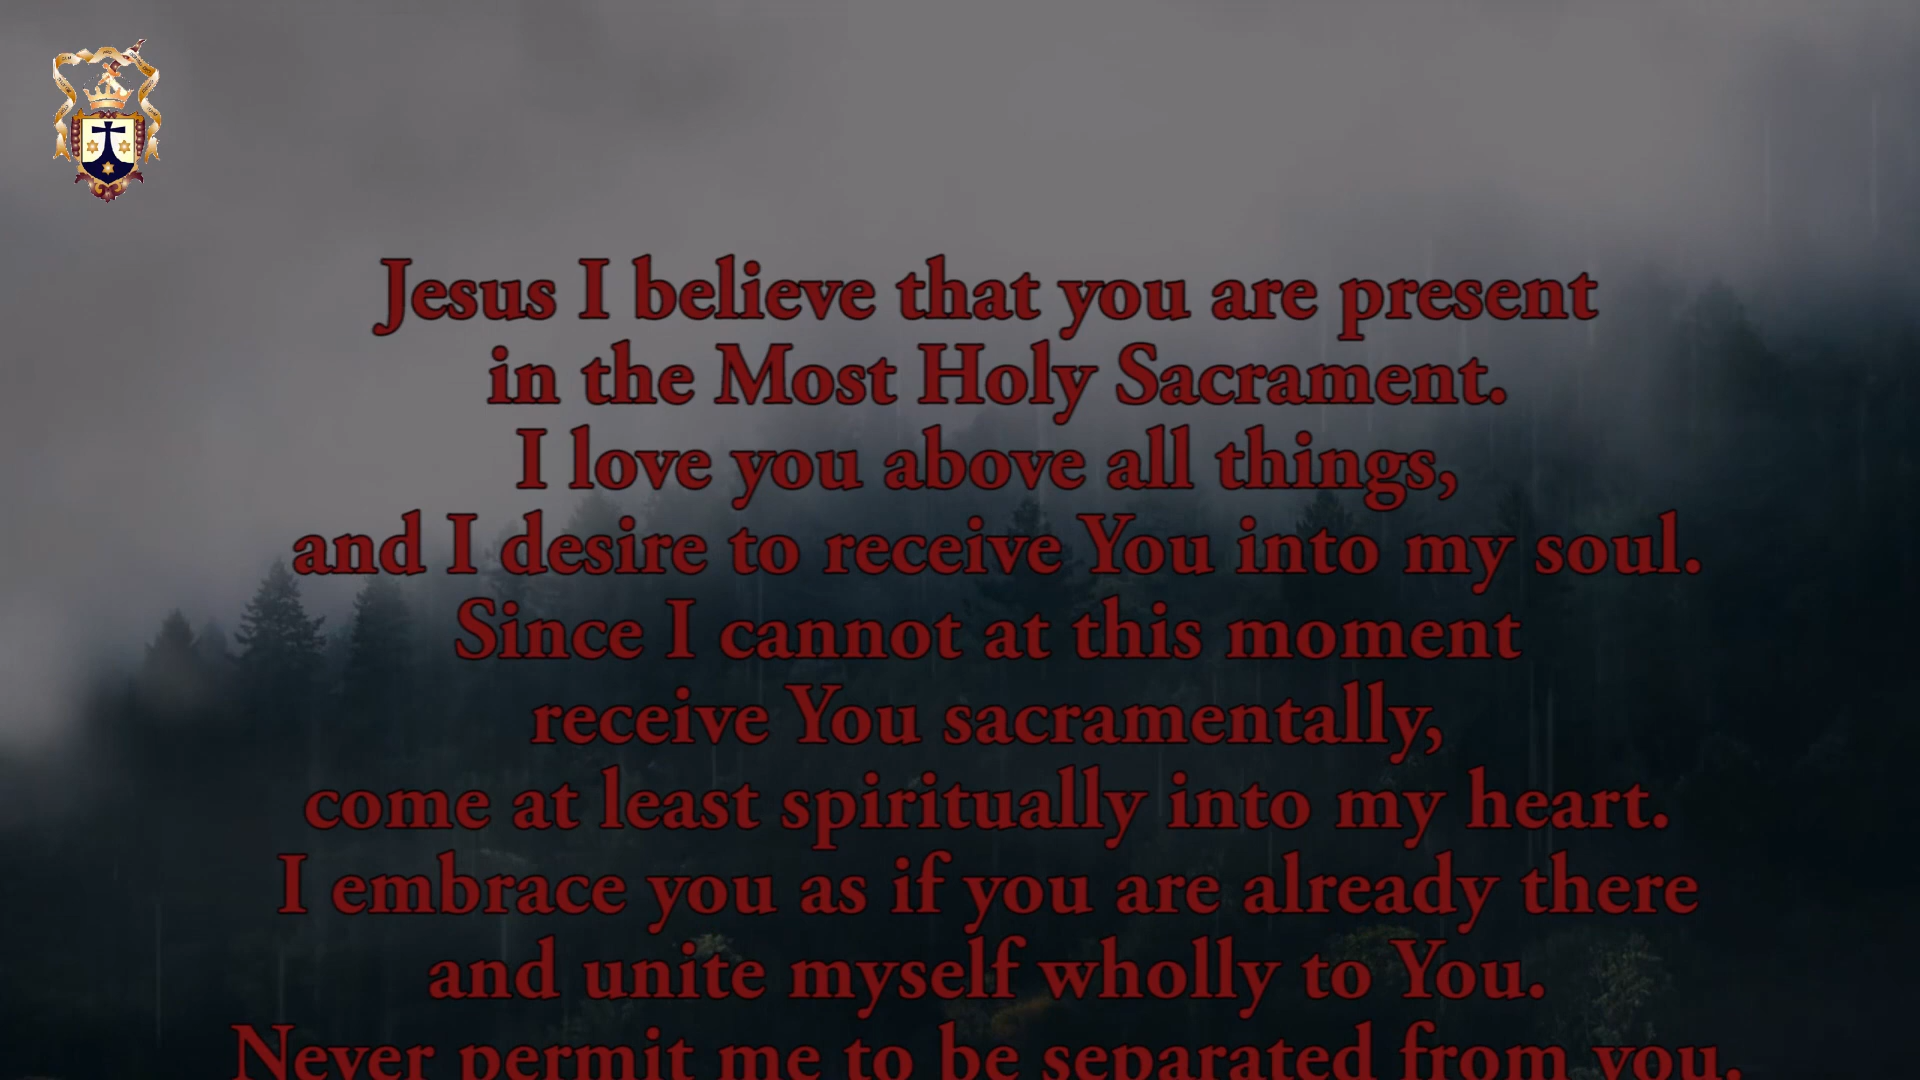 Jesus I believe that you are present
in the Most Holy Sacrament.
I love you above all things,
and I desire to receive You into my soul.
Since I cannot at this moment
receive You sacramentally,
come at least spiritually into my heart.
I embrace you as if you are already there
and unite myself wholly to You.
Never permit me to be separated from you.